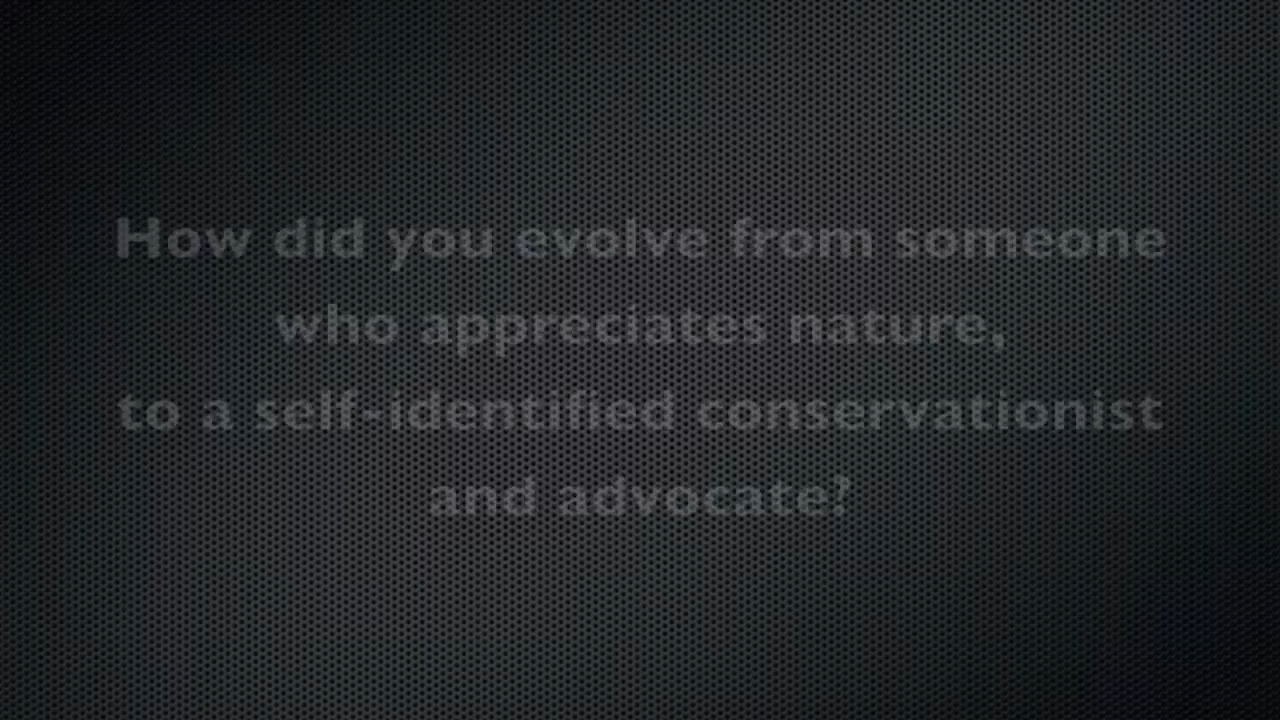 How did you evolve from someone
who appreciates nature,
to a self-identified conservationist
and advocate?